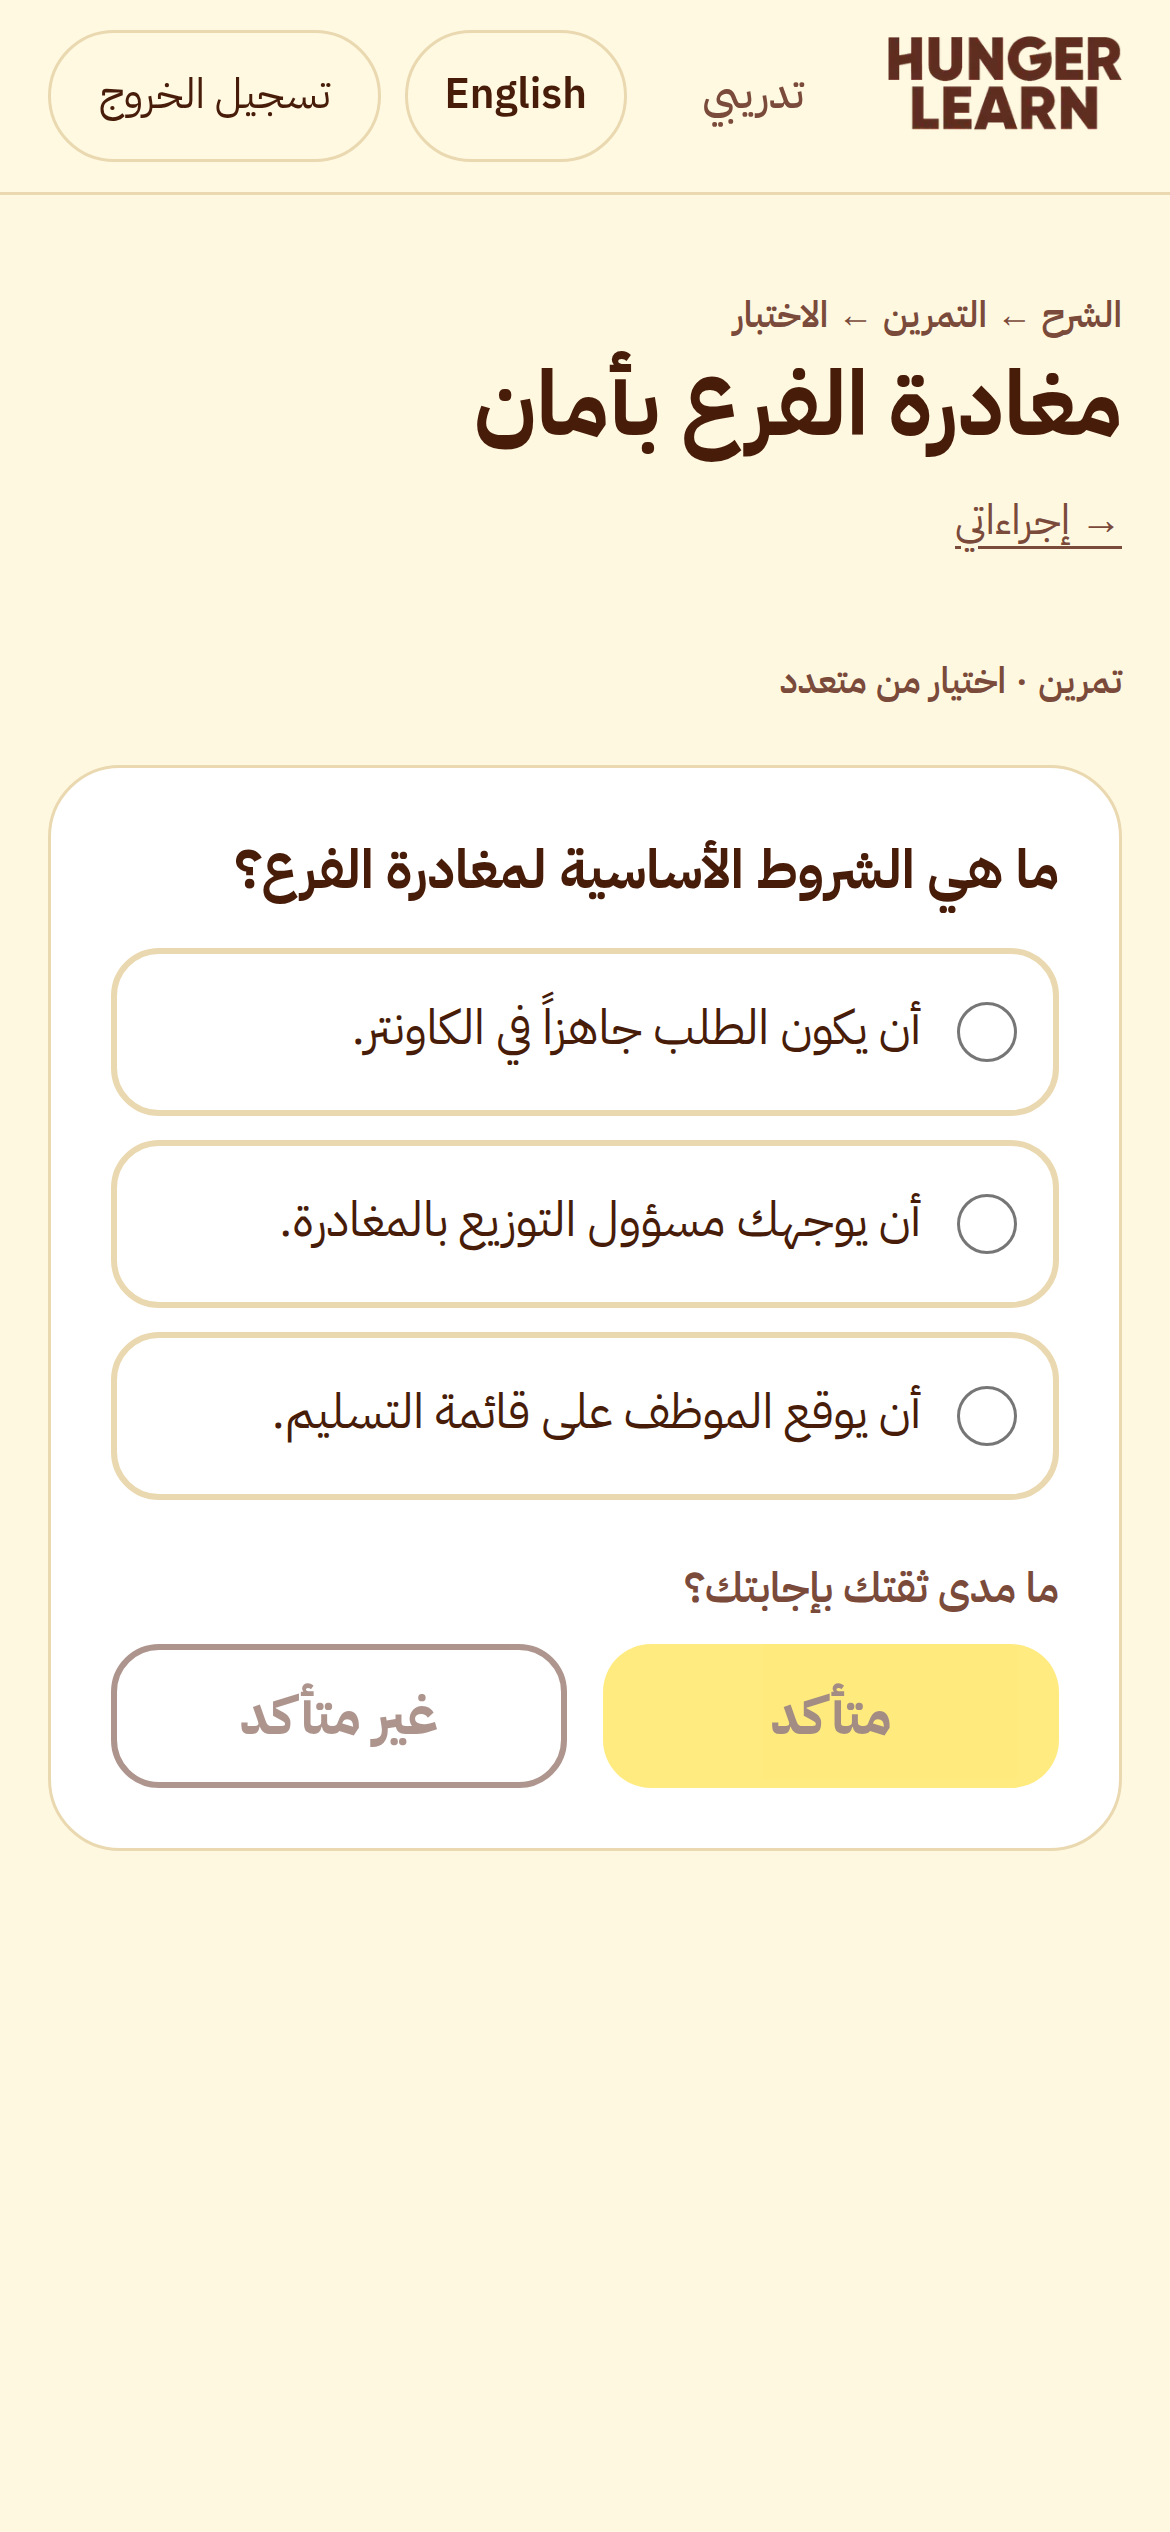 HUNGER
LEARN
تدريبي
English
تسجيل الخروج
الشرح ← التمرين ← الاختبار
مغادرة الفرع بأمان
→ إجراءاتي
تمرين · اختيار من متعدد
ما هي الشروط الأساسية لمغادرة الفرع؟
أن يكون الطلب جاهزاً في الكاونتر.
أن يوجهك مسؤول التوزيع بالمغادرة.
أن يوقع الموظف على قائمة التسليم.
ما مدى ثقتك بإجابتك؟
متأكد
غير متأكد